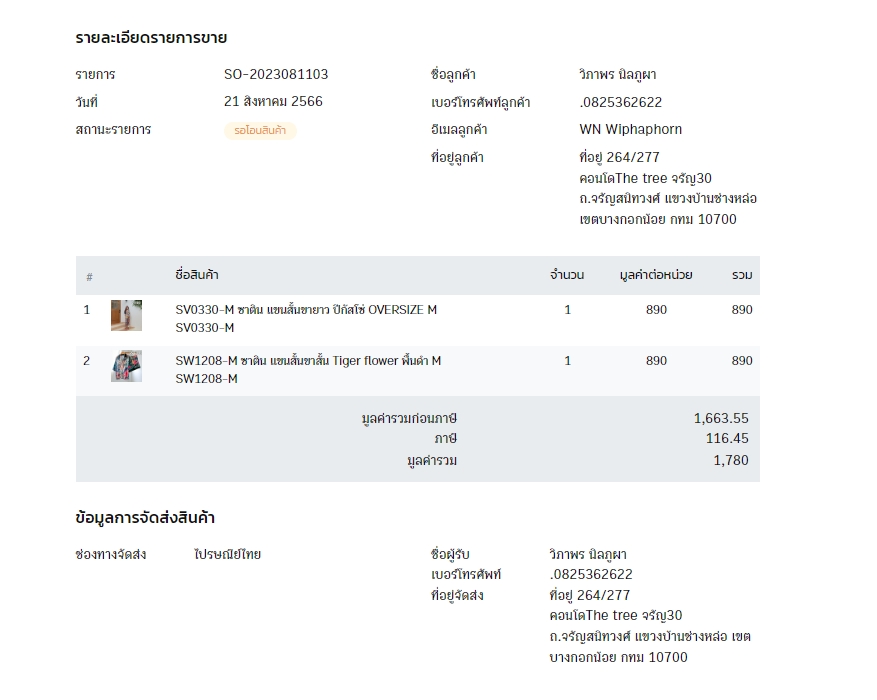 รายละเอียดรายการขาย
รายการ SO-2023081103
วันที่ 21 สิงหาคม 2566
สถานะรายการ รอโอนสินค้า
ชื่อลูกค้า วิภาพร นิลภูผา
เบอร์โทรศัพท์ลูกค้า .0825362622
อีเมลลูกค้า WN Wiphaphorn
ที่อยู่ลูกค้า ที่อยู่ 264/277
คอนโดThe tree จรัญ30
ถ.จรัญสนิทวงศ์ แขวงบ้านช่างหล่อ
เขตบางกอกน้อย กทม 10700
# ชื่อสินค้า จำนวน มูลค่าต่อหน่วย รวม
1 SV0330-M ซาติน แขนสั้นขายาว ปีกัสโซ่ OVERSIZE M 1 890 890
SV0330-M
2 SW1208-M ซาติน แขนสั้นขาสั้น Tiger flower พื้นดำ M 1 890 890
SW1208-M
มูลค่ารวมก่อนภาษี 1,663.55
ภาษี 116.45
มูลค่ารวม 1,780
ข้อมูลการจัดส่งสินค้า
ช่องทางจัดส่ง ไปรษณีย์ไทย
ชื่อผู้รับ วิภาพร นิลภูผา
เบอร์โทรศัพท์ .0825362622
ที่อยู่จัดส่ง ที่อยู่ 264/277
คอนโดThe tree จรัญ30
ถ.จรัญสนิทวงศ์ แขวงบ้านช่างหล่อ เขต
บางกอกน้อย กทม 10700